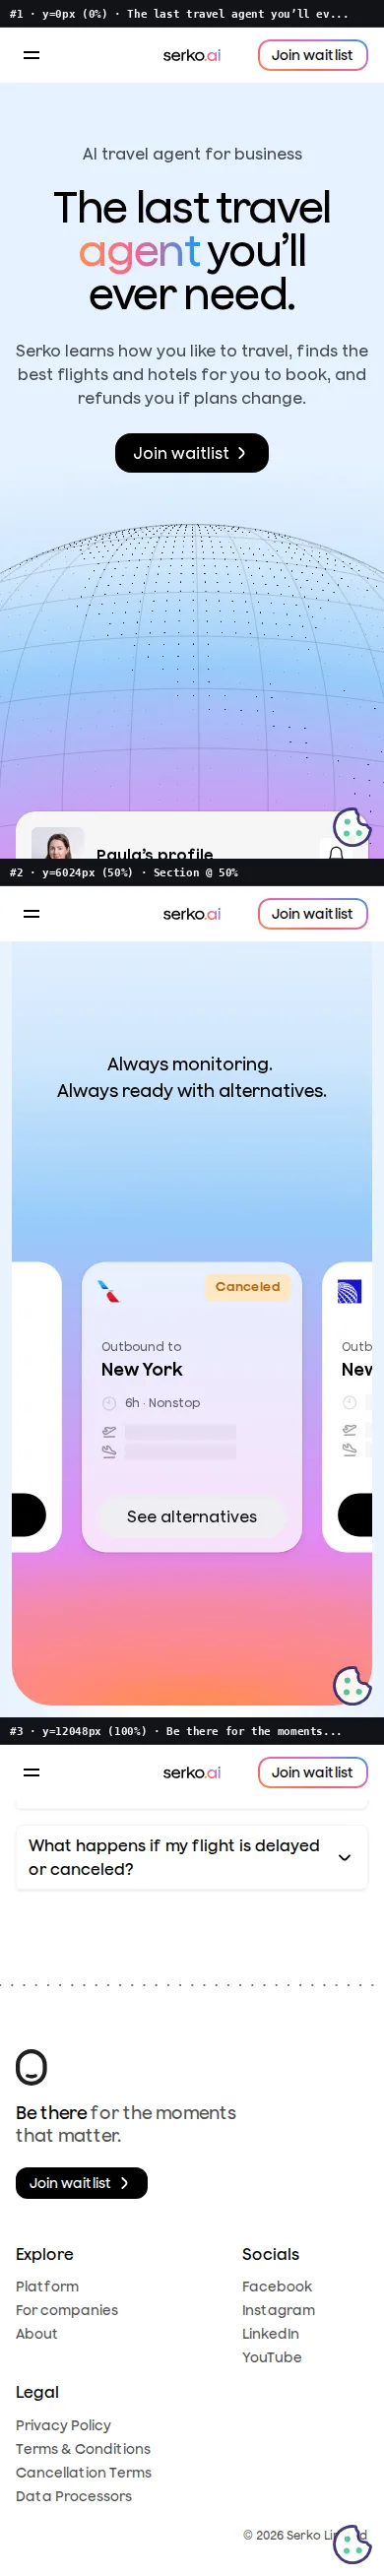 #1 · y=0px (0%) · The last travel agent you'll ev...
serko.ai
Join waitlist
AI travel agent for business
The last travel
agent you'll
ever need.
Serko learns how you like to travel, finds the
best flights and hotels for you to book, and
refunds you if plans change.
Join waitlist
Paula's profile
#2 · y=6024px (50%) · Section @ 50%
serko.ai
Join waitlist
Always monitoring.
Always ready with alternatives.
Canceled
Outbound to
New York
6h · Nonstop
See alternatives
#3 · y=12048px (100%) · Be there for the moments...
serko.ai
Join waitlist
What happens if my flight is delayed
or canceled?
Be there for the moments
that matter.
Join waitlist
Explore
Socials
Platform
Facebook
For companies
Instagram
About
LinkedIn
YouTube
Legal
Privacy Policy
Terms & Conditions
Cancellation Terms
Data Processors
© 2026 Serko